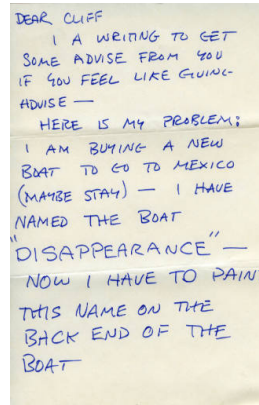 DEAR CLIFF
I A WRITING TO GET
SOME ADVISE FROM YOU
IF YOU FEEL LIKE GIVING
ADVISE —
HERE IS MY PROBLEM:
I AM BUYING A NEW
BOAT TO GO TO MEXICO
(MAYBE STAY) — I HAVE
NAMED THE BOAT
"DISAPPEARANCE" —
NOW I HAVE TO PAIN
THIS NAME ON THE
BACK END OF THE
BOAT